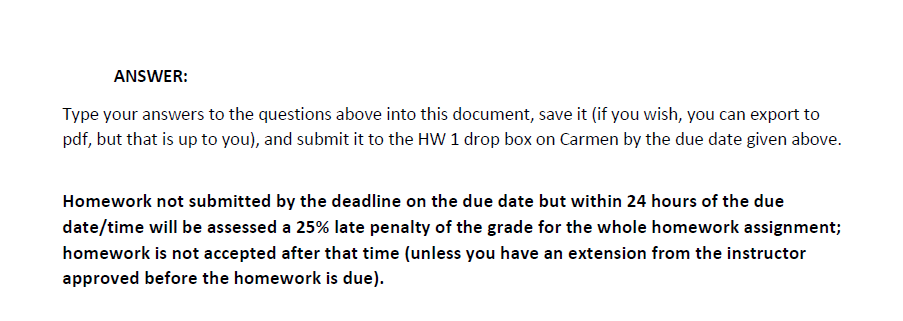 ANSWER:
Type your answers to the questions above into this document, save it (if you wish, you can export to
pdf, but that is up to you), and submit it to the HW 1 drop box on Carmen by the due date given above.
Homework not submitted by the deadline on the due date but within 24 hours of the due
date/time will be assessed a 25% late penalty of the grade for the whole homework assignment;
homework is not accepted after that time (unless you have an extension from the instructor
approved before the homework is due).